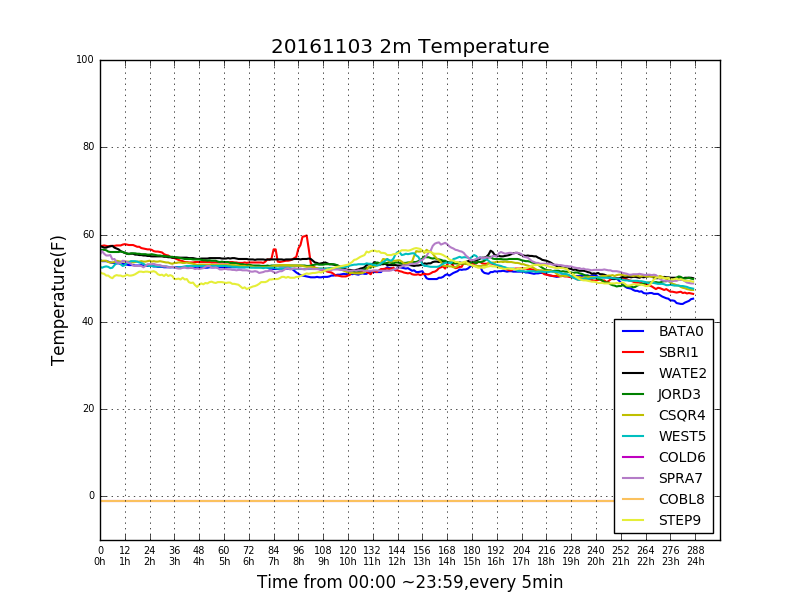 20161103 2m Temperature
100
80
60
40
20
0
Temperature(F)
BATA0
SBRI1
WATE2
JORD3
CSQR4
WEST5
COLD6
SPRA7
COBL8
STEP9
0 12 24 36 48 60 72 84 96 108 120 132 144 156 168 180 192 204 216 228 240 252 264 276 288
0h 1h 2h 3h 4h 5h 6h 7h 8h 9h 10h 11h 12h 13h 14h 15h 16h 17h 18h 19h 20h 21h 22h 23h 24h
Time from 00:00 ~23:59,every 5min